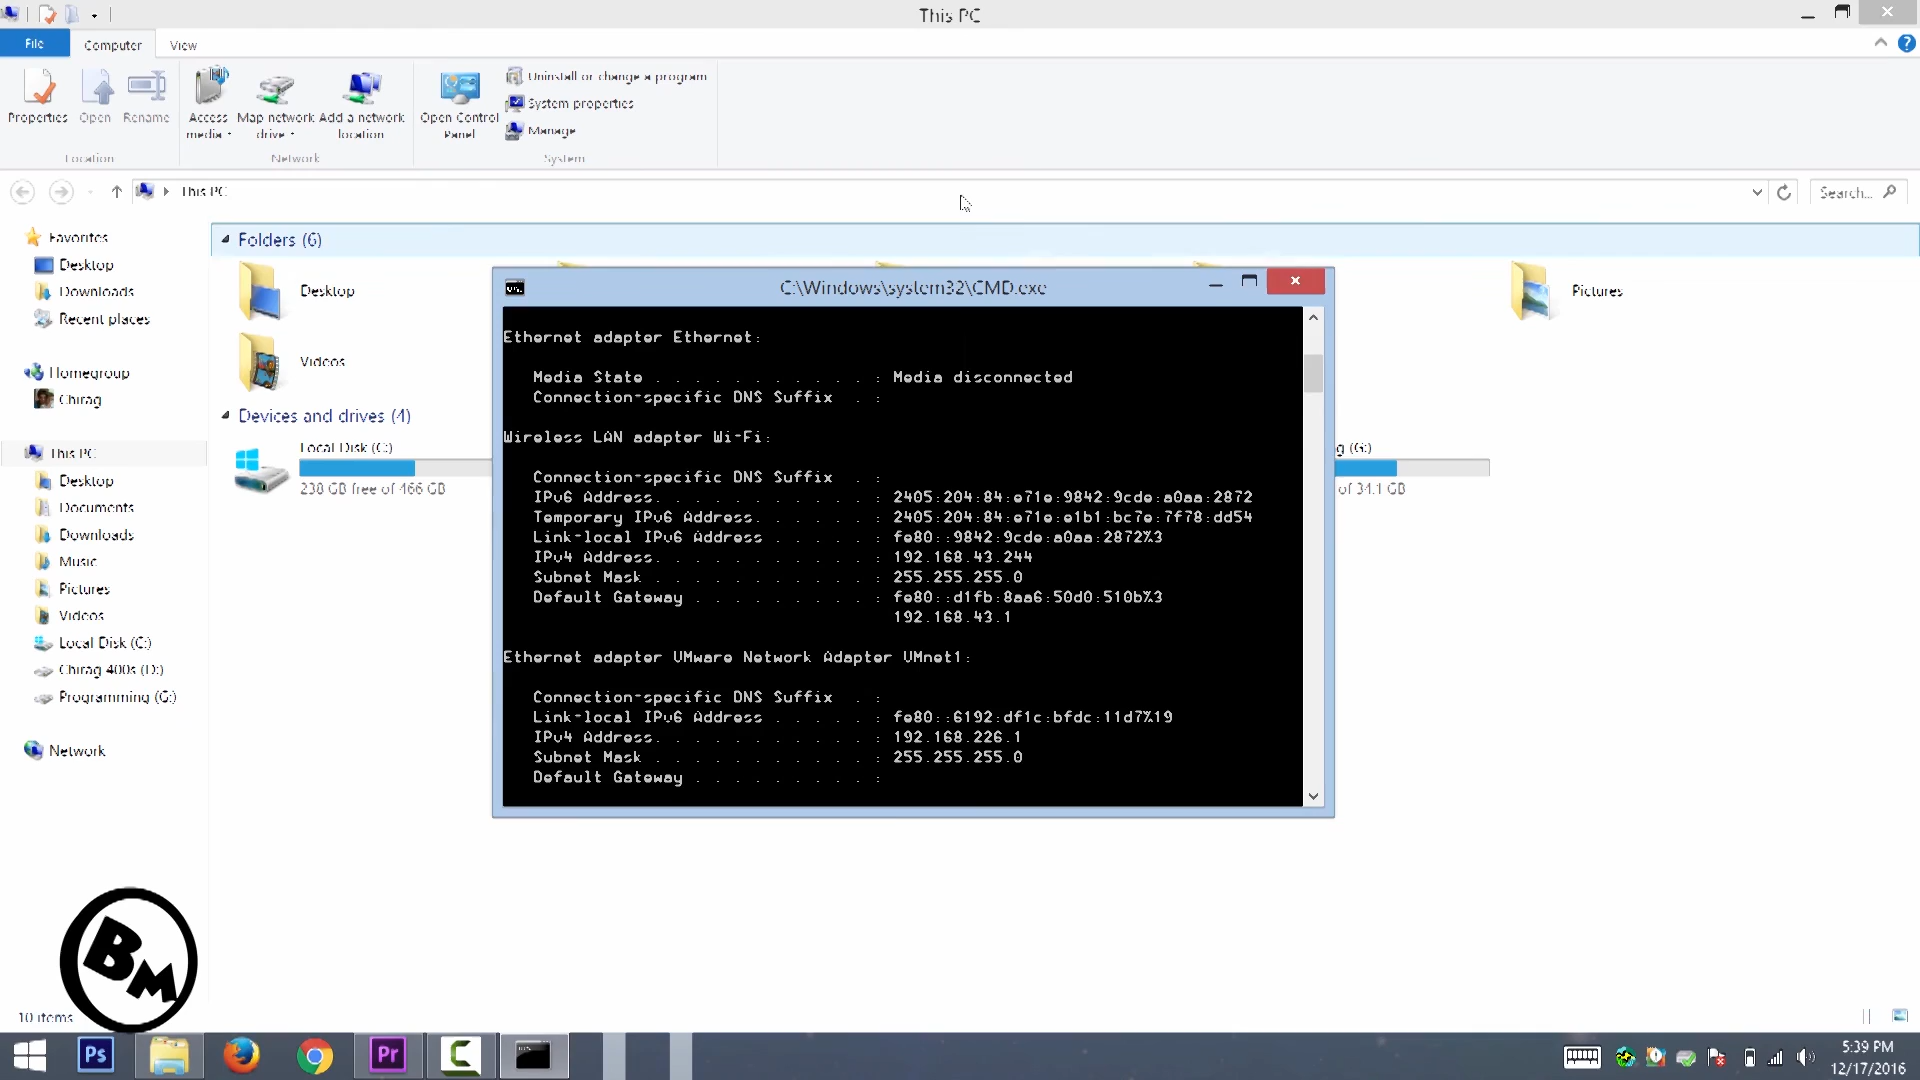 This PC
File
Computer
View
Properties
Open
Rename
Access media
Map network drive
Add a network location
Open Control Panel
Uninstall or change a program
System properties
Manage
Location
Network
System
This PC
Search...
Favorites
Desktop
Downloads
Recent places
Homegroup
Chirag
This PC
Desktop
Documents
Downloads
Music
Pictures
Videos
Local Disk (C:)
Chirag 400s (D:)
Programming (G:)
Network
Folders (6)
Desktop
Pictures
Videos
Devices and drives (4)
Local Disk (C:)
238 GB free of 466 GB
g (G:)
of 34.1 GB
C:\Windows\system32\CMD.exe
Ethernet adapter Ethernet:
Media State . . . . . . . . . . . : Media disconnected
Connection-specific DNS Suffix . :
Wireless LAN adapter Wi-Fi:
Connection-specific DNS Suffix . :
IPv6 Address. . . . . . . . . . . : 2405:204:84:e71e:9842:9cde:a0aa:2872
Temporary IPv6 Address. . . . . . : 2405:204:84:e71e:e1b1:bc7e:7f78:dd54
Link-local IPv6 Address . . . . . : fe80::9842:9cde:a0aa:2872%3
IPv4 Address. . . . . . . . . . . : 192.168.43.244
Subnet Mask . . . . . . . . . . . : 255.255.255.0
Default Gateway . . . . . . . . . : fe80::d1fb:8aa6:50d0:510b%3
192.168.43.1
Ethernet adapter VMware Network Adapter VMnet1:
Connection-specific DNS Suffix . :
Link-local IPv6 Address . . . . . : fe80::6192:df1c:bfdc:11d7%19
IPv4 Address. . . . . . . . . . . : 192.168.226.1
Subnet Mask . . . . . . . . . . . : 255.255.255.0
Default Gateway . . . . . . . . . :
BM
10 items
Ps
Pr
5:39 PM
12/17/2016